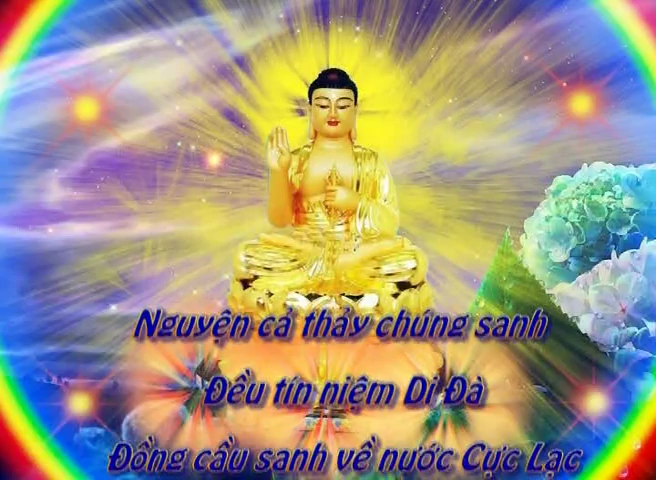 Nguyện cả thảy chúng sanh
Đều tín niệm Di Đà
Đồng cầu sanh về nước Cực Lạc